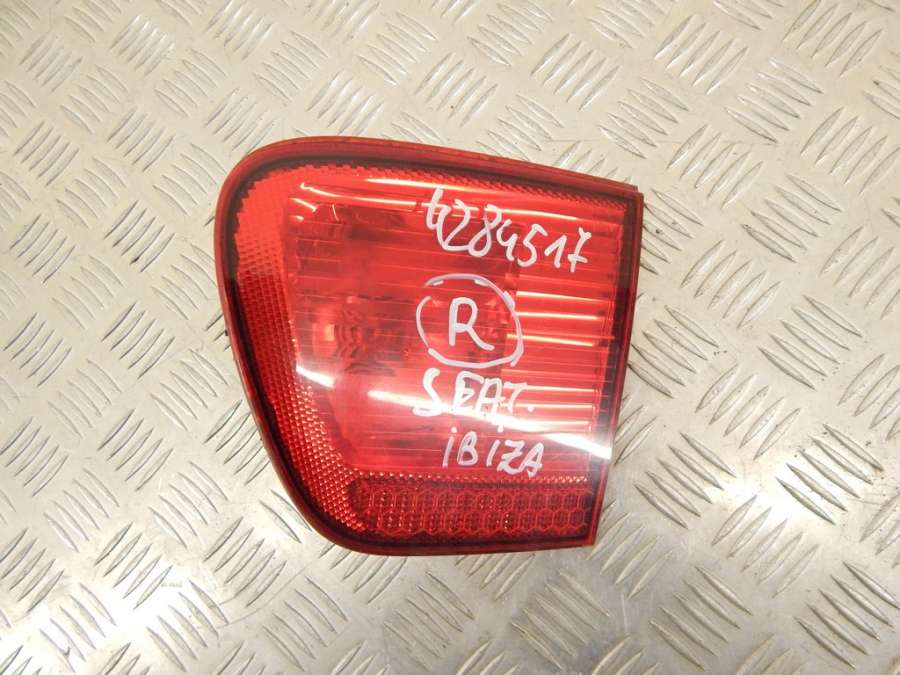 4284517
R
SEAT.
iBiZA